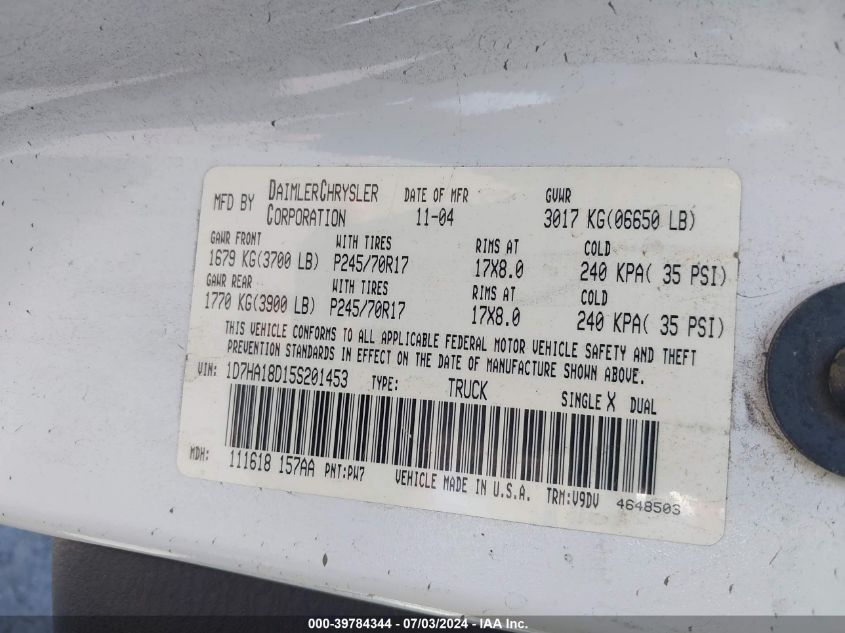 MFD BY DAIMLERCHRYSLER CORPORATION DATE OF MFR 11-04 GVWR 3017 KG(06650 LB)
GAWR FRONT WITH TIRES RIMS AT COLD
1679 KG(3700 LB) P245/70R17 17X8.0 240 KPA( 35 PSI)
GAWR REAR WITH TIRES RIMS AT COLD
1770 KG(3900 LB) P245/70R17 17X8.0 240 KPA( 35 PSI)
THIS VEHICLE CONFORMS TO ALL APPLICABLE FEDERAL MOTOR VEHICLE SAFETY AND THEFT
PREVENTION STANDARDS IN EFFECT ON THE DATE OF MANUFACTURE SHOWN ABOVE.
VIN: 1D7HA18D15S201453 TYPE: TRUCK SINGLE X DUAL
MDH: 111618 157AA PNT:PW7 VEHICLE MADE IN U.S.A. TRM:V9DV 4648503
000-39784344 - 07/03/2024 - IAA Inc.